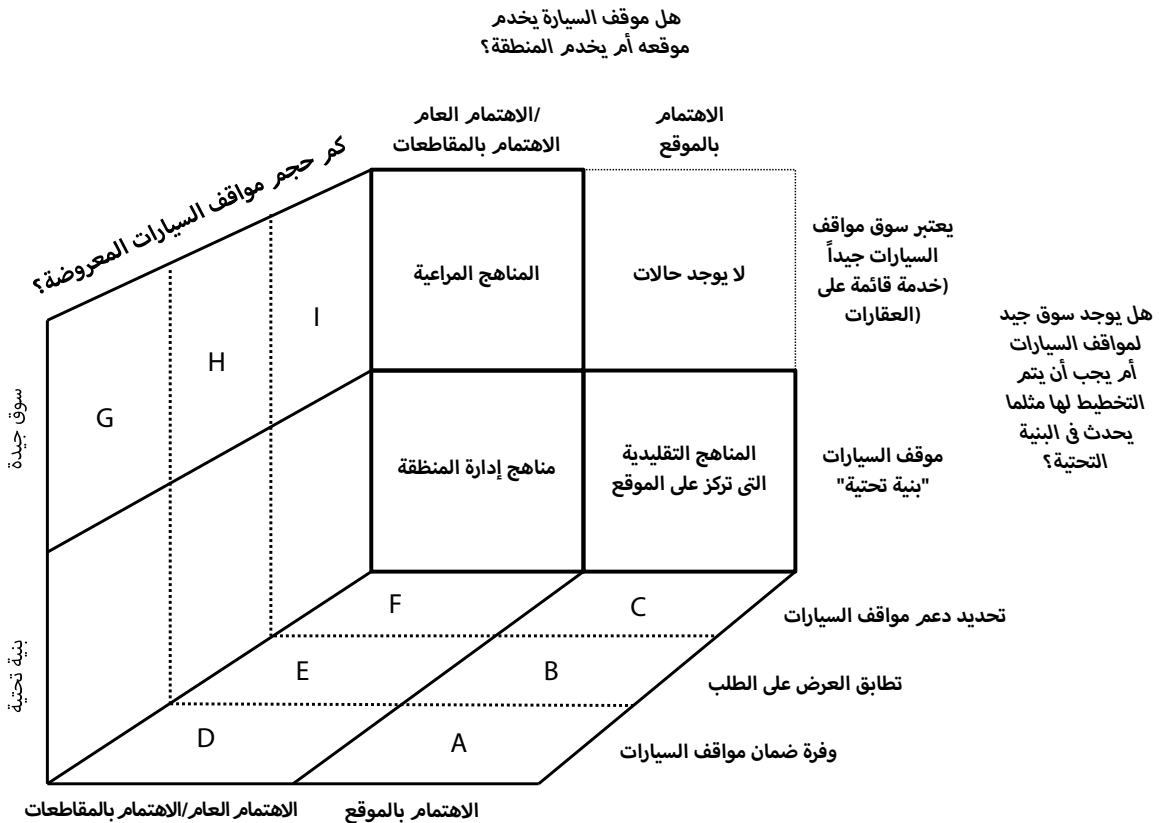 هل موقف السيارة يخدم
موقعه أم يخدم المنطقة؟
الاهتمام العام/
الاهتمام بالمقاطعات
الاهتمام
بالموقع
كم حجم مواقف السيارات المعروضة؟
يعتبر سوق مواقف
السيارات جيداً
(خدمة قائمة على
العقارات)
المناهج المراعية
لا يوجد حالات
هل يوجد سوق جيد
لمواقف السيارات
أم يجب أن يتم
التخطيط لها مثلما
يحدث فى البنية
التحتية؟
I
H
G
سوق جيدة
المناهج التقليدية
التى تركز على الموقع
مناهج إدارة المنظقة
موقف السيارات
"بنية تحتية"
F
C
تحديد دعم مواقف السيارات
E
B
تطابق العرض على الطلب
بنية تحتية
D
A
وفرة ضمان مواقف السيارات
الاهتمام بالموقع
الاهتمام العام/الاهتمام بالمقاطعات